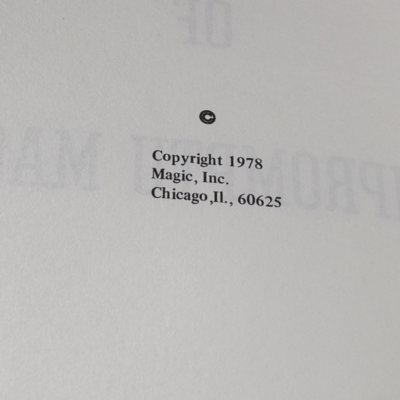 ©
Copyright 1978
Magic, Inc.
Chicago,Il., 60625